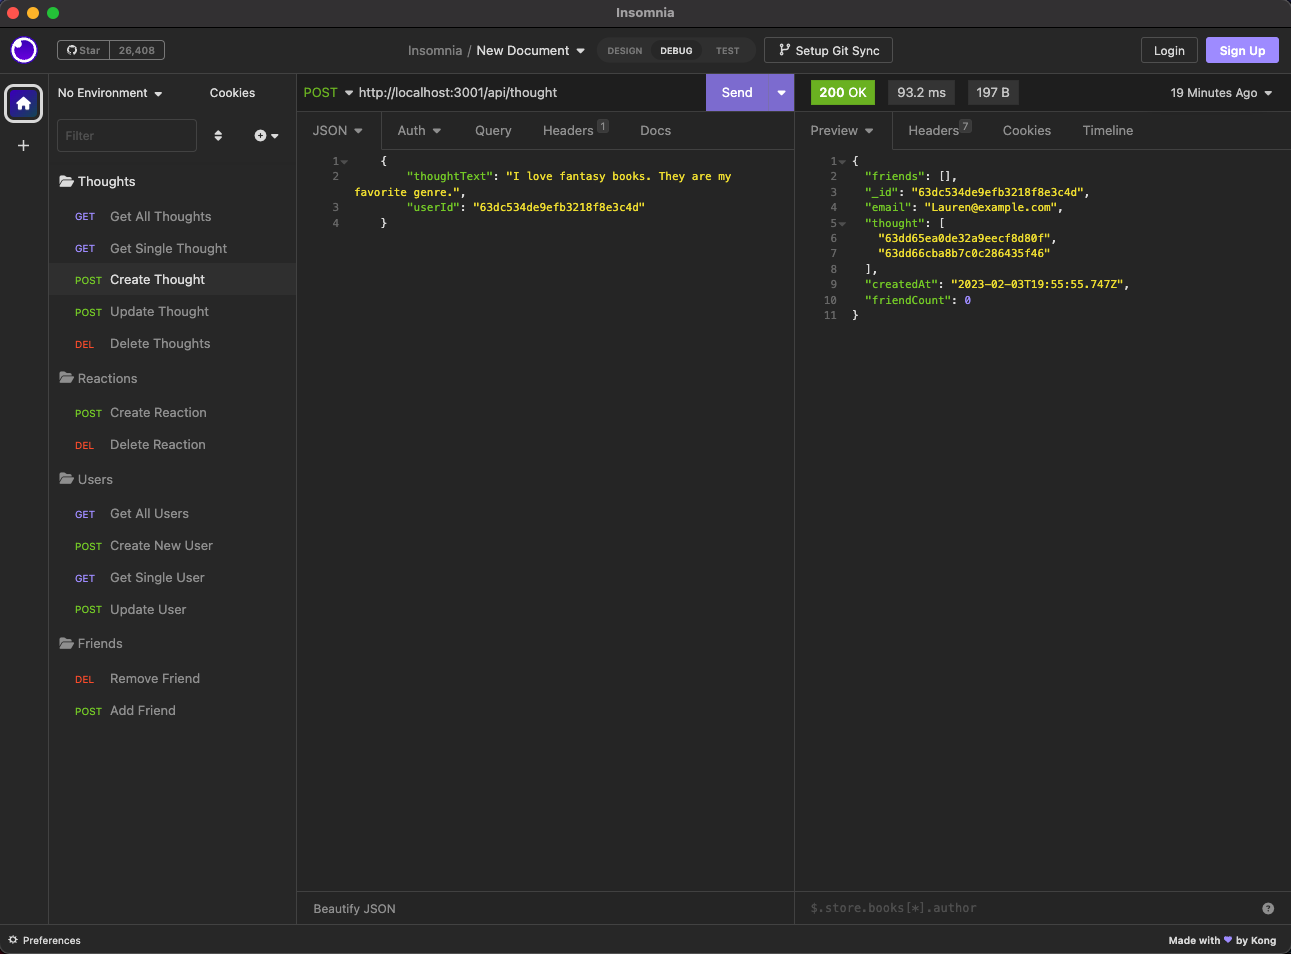 Insomnia
Star 26,408
Insomnia / New Document
DESIGN DEBUG TEST
Setup Git Sync
Login
Sign Up
No Environment
Cookies
Filter
Thoughts
GET Get All Thoughts
GET Get Single Thought
POST Create Thought
POST Update Thought
DEL Delete Thoughts
Reactions
POST Create Reaction
DEL Delete Reaction
Users
GET Get All Users
POST Create New User
GET Get Single User
POST Update User
Friends
DEL Remove Friend
POST Add Friend
POST http://localhost:3001/api/thought
Send
JSON Auth Query Headers 1 Docs
1 {
2 "thoughtText": "I love fantasy books. They are my
favorite genre.",
3 "userId": "63dc534de9efb3218f8e3c4d"
4 }
Beautify JSON
200 OK 93.2 ms 197 B
19 Minutes Ago
Preview Headers 7 Cookies Timeline
1 {
2 "friends": [],
3 "_id": "63dc534de9efb3218f8e3c4d",
4 "email": "Lauren@example.com",
5 "thought": [
6 "63dd65ea0de32a9eecf8d80f",
7 "63dd66cba8b7c0c286435f46"
8 ],
9 "createdAt": "2023-02-03T19:55:55.747Z",
10 "friendCount": 0
11 }
$.store.books[*].author
?
Preferences
Made with by Kong